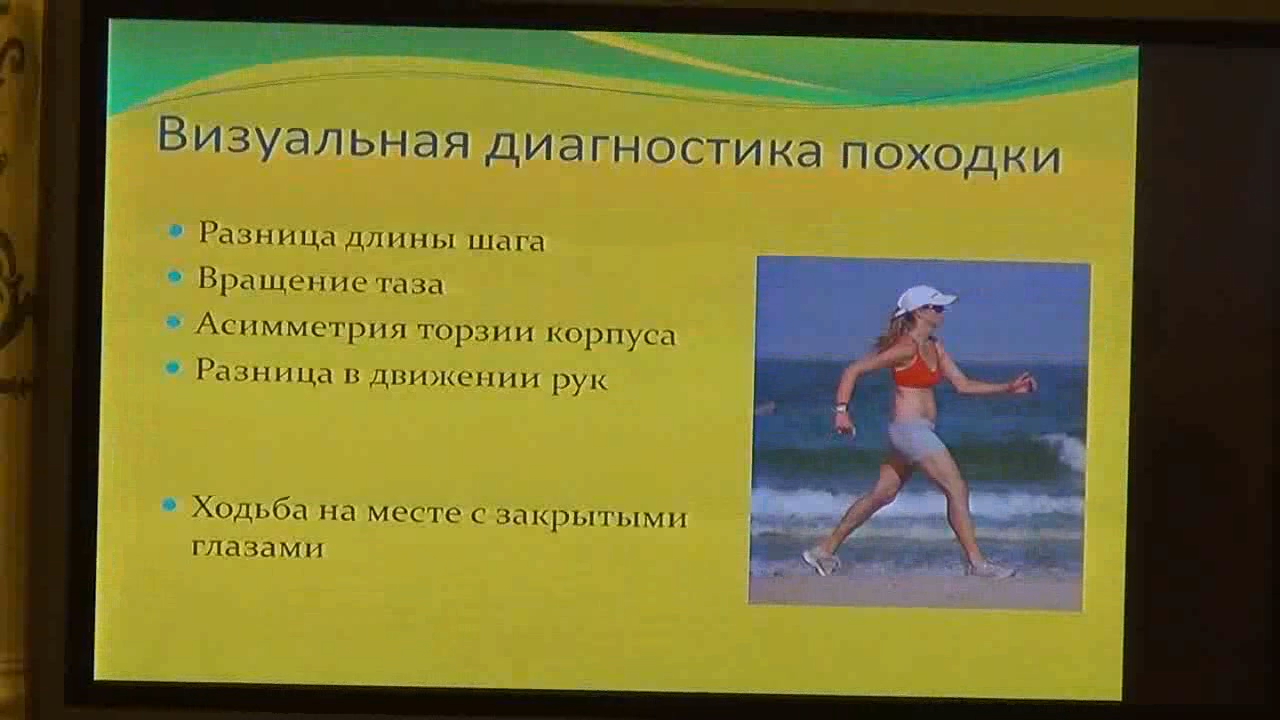 Визуальная диагностика походки
Разница длины шага
Вращение таза
Асимметрия торзии корпуса
Разница в движении рук
Ходьба на месте с закрытыми
глазами